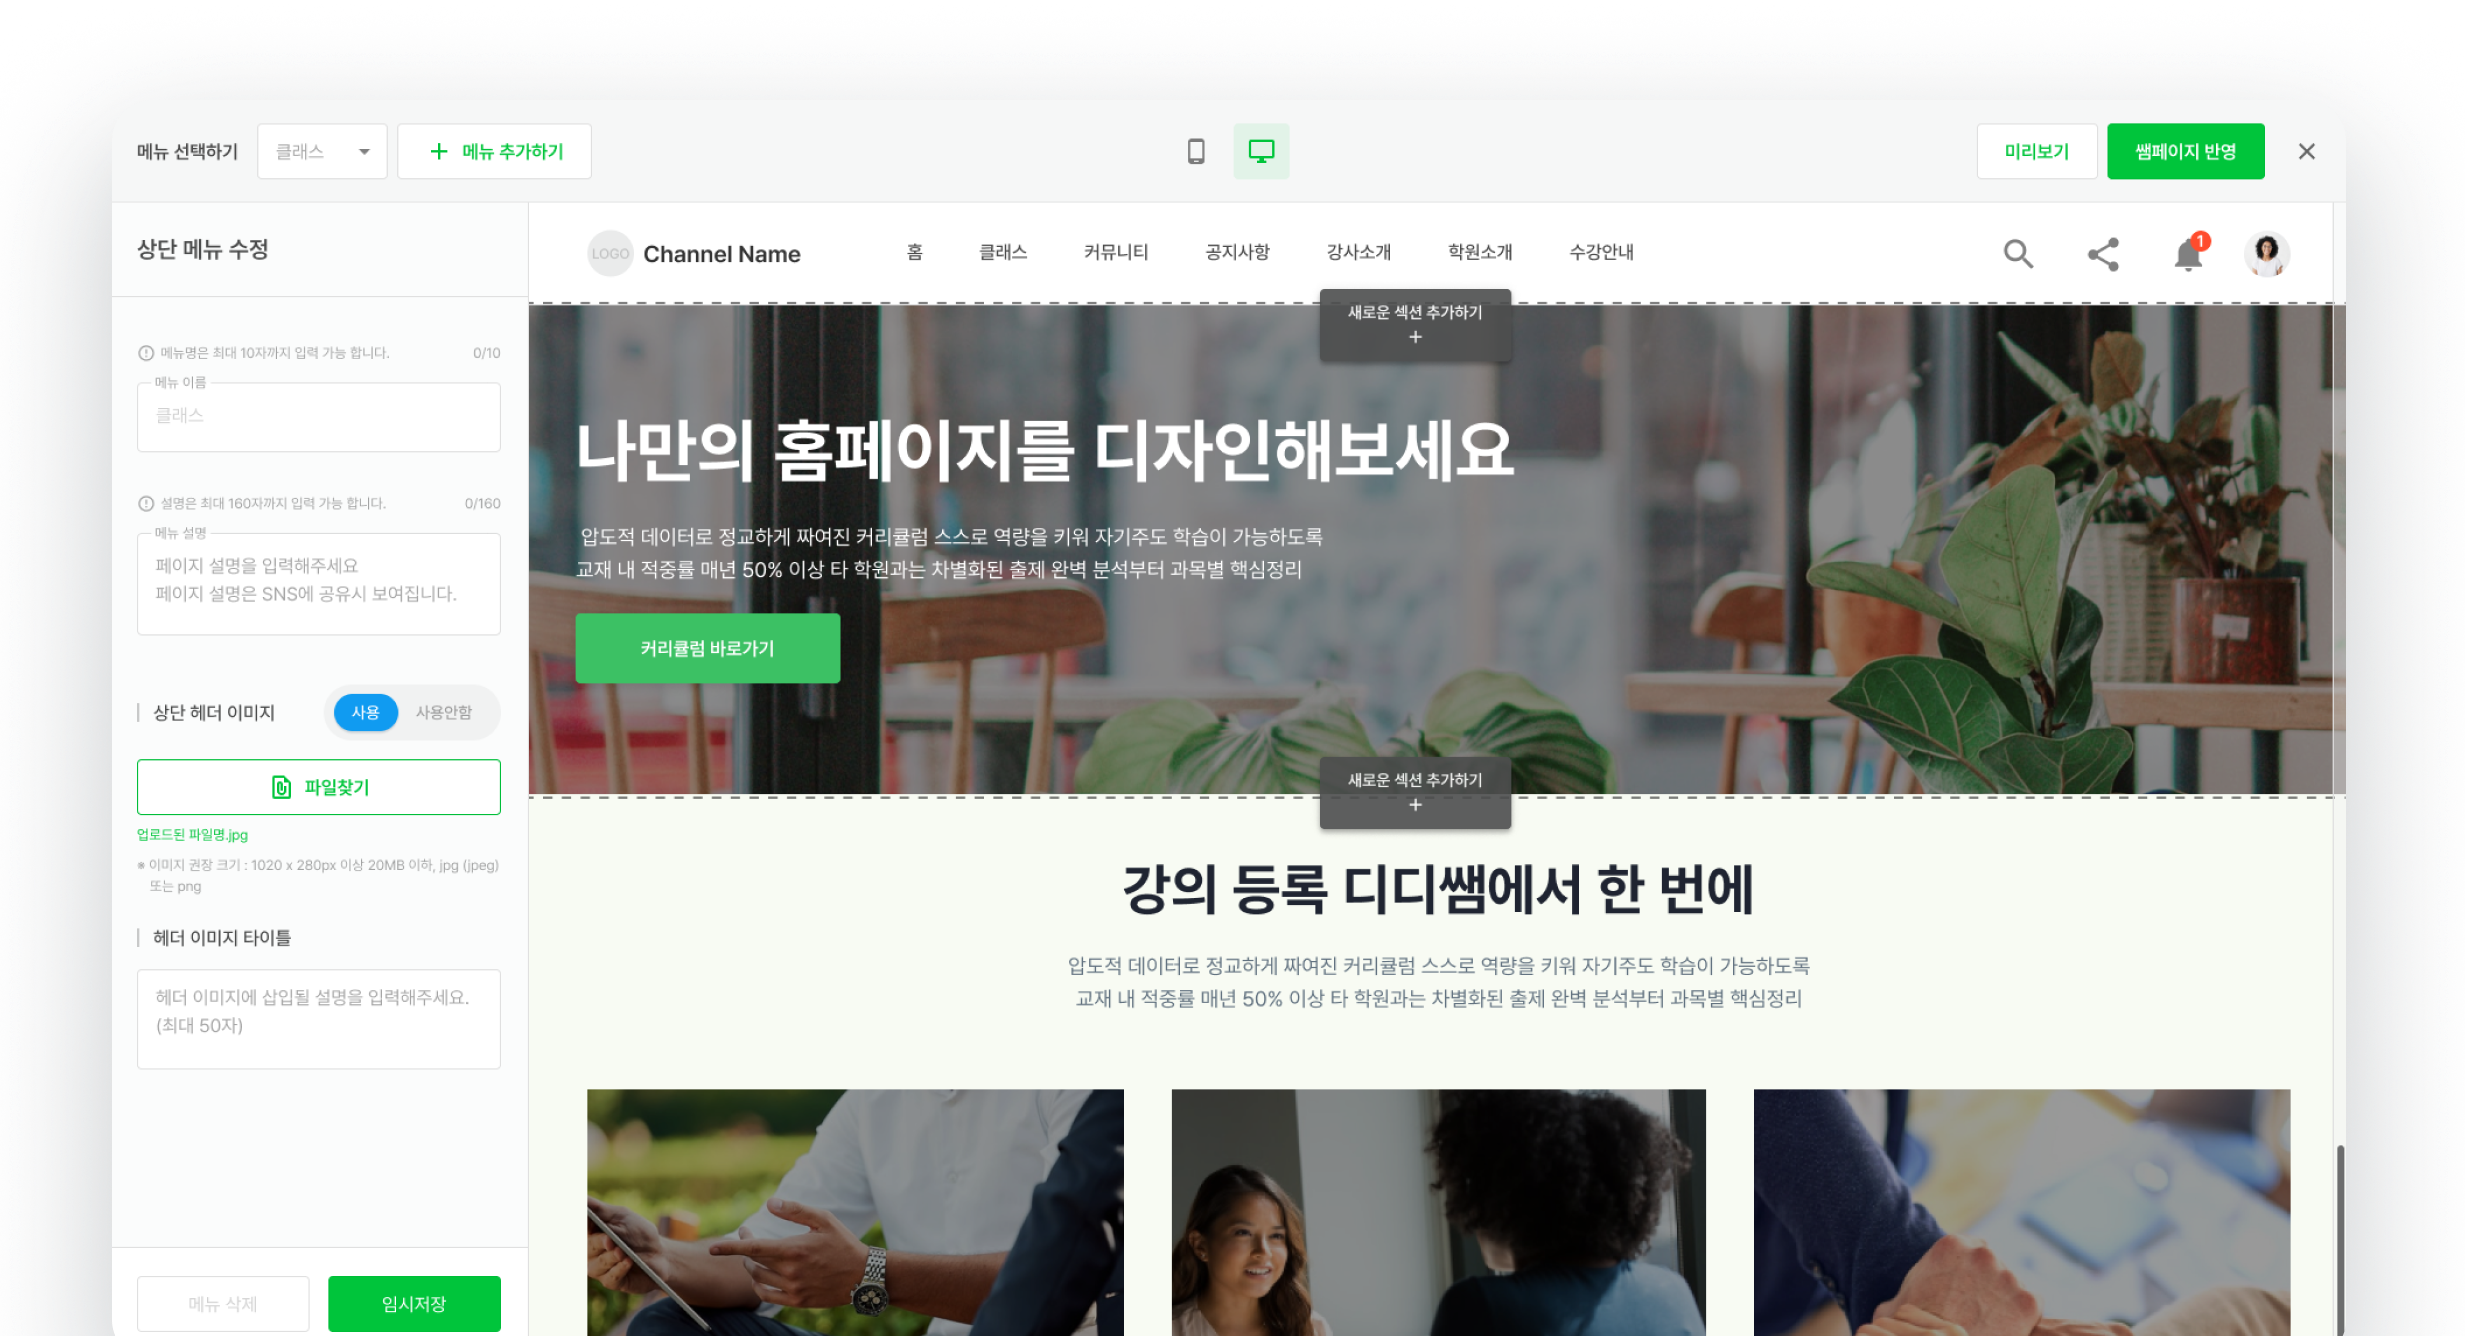 메뉴 선택하기
클래스
메뉴 추가하기
미리보기
쌤페이지 반영
상단 메뉴 수정
메뉴명은 최대 10자까지 입력 가능 합니다.
0/10
메뉴 이름
클래스
설명은 최대 160자까지 입력 가능 합니다.
0/160
메뉴 설명
페이지 설명을 입력해주세요
페이지 설명은 SNS에 공유시 보여집니다.
상단 헤더 이미지
사용
사용안함
파일찾기
업로드된 파일명.jpg
※ 이미지 권장 크기 : 1020 x 280px 이상 20MB 이하, jpg (jpeg)
또는 png
헤더 이미지 타이틀
헤더 이미지에 삽입될 설명을 입력해주세요.
(최대 50자)
메뉴 삭제
임시저장
LOGO
Channel Name
홈
클래스
커뮤니티
공지사항
강사소개
학원소개
수강안내
1
새로운 섹션 추가하기
+
나만의 홈페이지를 디자인해보세요
압도적 데이터로 정교하게 짜여진 커리큘럼 스스로 역량을 키워 자기주도 학습이 가능하도록
교재 내 적중률 매년 50% 이상 타 학원과는 차별화된 출제 완벽 분석부터 과목별 핵심정리
커리큘럼 바로가기
새로운 섹션 추가하기
+
강의 등록 디디쌤에서 한 번에
압도적 데이터로 정교하게 짜여진 커리큘럼 스스로 역량을 키워 자기주도 학습이 가능하도록
교재 내 적중률 매년 50% 이상 타 학원과는 차별화된 출제 완벽 분석부터 과목별 핵심정리